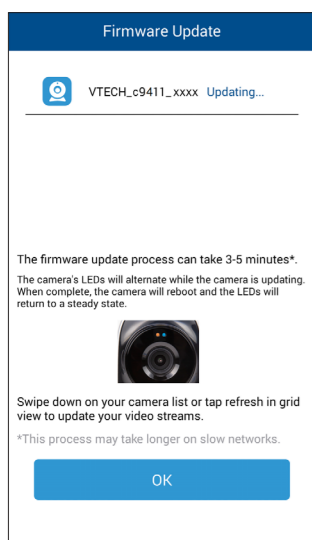 Firmware Update
VTECH_c9411_xxxx Updating...
The firmware update process can take 3-5 minutes*.
The camera's LEDs will alternate while the camera is updating.
When complete, the camera will reboot and the LEDs will
return to a steady state.
Swipe down on your camera list or tap refresh in grid
view to update your video streams.
*This process may take longer on slow networks.
OK